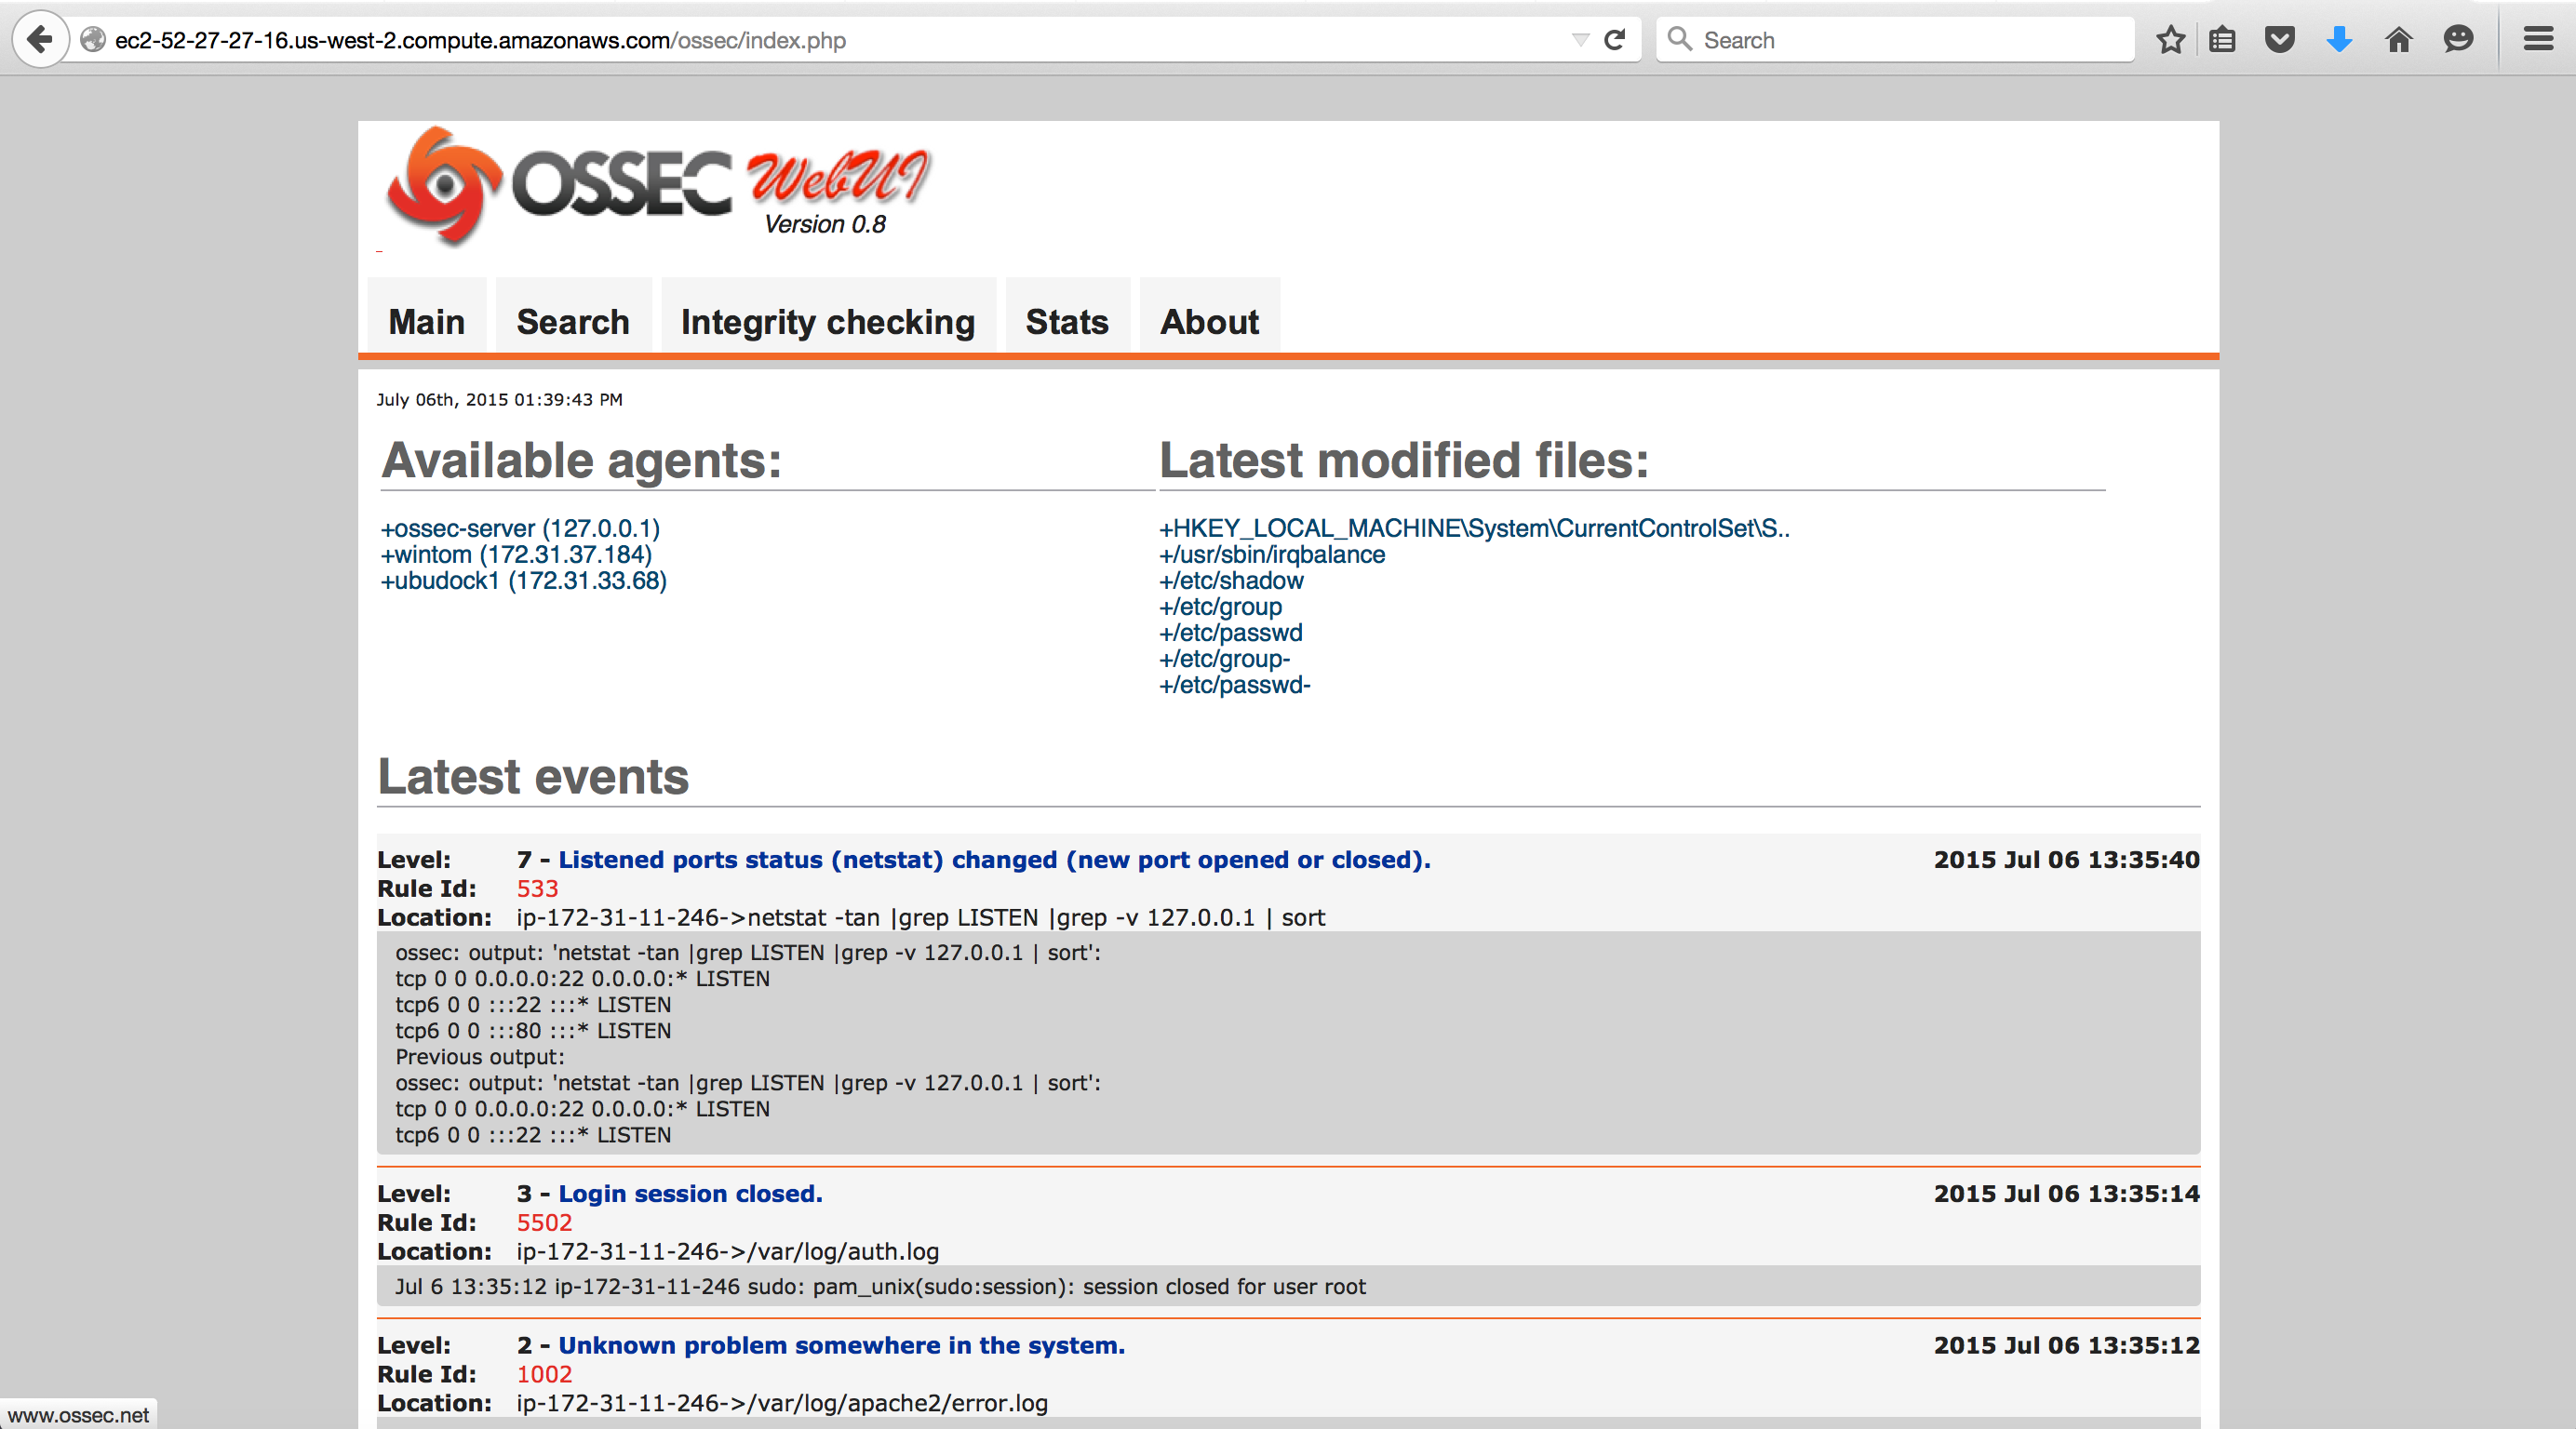 ec2-52-27-27-16.us-west-2.compute.amazonaws.com/ossec/index.php
Search
OSSEC WebUI
Version 0.8
Main
Search
Integrity checking
Stats
About
July 06th, 2015 01:39:43 PM
Available agents:
+ossec-server (127.0.0.1)
+wintom (172.31.37.184)
+ubudock1 (172.31.33.68)
Latest modified files:
+HKEY_LOCAL_MACHINE\System\CurrentControlSet\S..
+/usr/sbin/irqbalance
+/etc/shadow
+/etc/group
+/etc/passwd
+/etc/group-
+/etc/passwd-
Latest events
Level: 7 - Listened ports status (netstat) changed (new port opened or closed). 2015 Jul 06 13:35:40
Rule Id: 533
Location: ip-172-31-11-246->netstat -tan |grep LISTEN |grep -v 127.0.0.1 | sort
ossec: output: 'netstat -tan |grep LISTEN |grep -v 127.0.0.1 | sort':
tcp 0 0 0.0.0.0:22 0.0.0.0:* LISTEN
tcp6 0 0 :::22 :::* LISTEN
tcp6 0 0 :::80 :::* LISTEN
Previous output:
ossec: output: 'netstat -tan |grep LISTEN |grep -v 127.0.0.1 | sort':
tcp 0 0 0.0.0.0:22 0.0.0.0:* LISTEN
tcp6 0 0 :::22 :::* LISTEN
Level: 3 - Login session closed. 2015 Jul 06 13:35:14
Rule Id: 5502
Location: ip-172-31-11-246->/var/log/auth.log
Jul 6 13:35:12 ip-172-31-11-246 sudo: pam_unix(sudo:session): session closed for user root
Level: 2 - Unknown problem somewhere in the system. 2015 Jul 06 13:35:12
Rule Id: 1002
Location: ip-172-31-11-246->/var/log/apache2/error.log
www.ossec.net